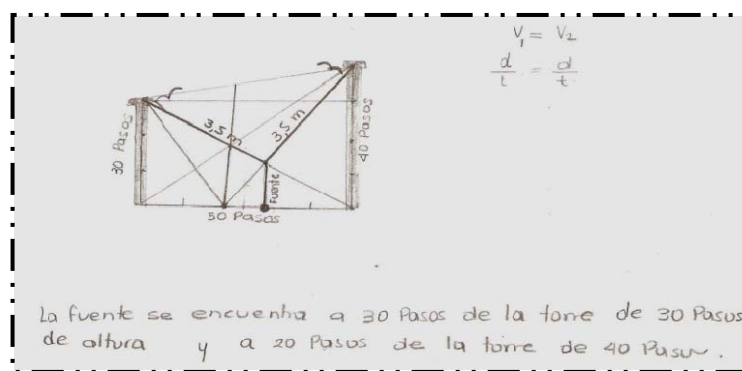 V₁ = V₂
d/t = d/t
3,5 m
3,5 m
30 Pasos
40 Pasos
Fuente
50 Pasos
La fuente se encuentra a 30 Pasos de la torre de 30 Pasos
de altura y a 20 Pasos de la torre de 40 Pasos.